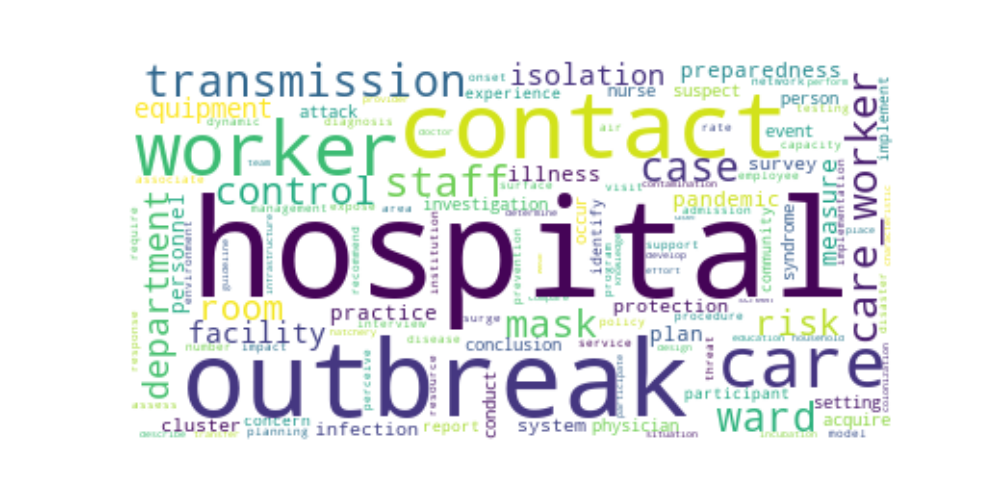 transmission
onset
isolation
preparedness
experience
nurse
suspect
network
perform
equipment
provider
attack
contact
person
testing
dynamic
diagnosis
doctor
air
rate
event
capacity
implement
worker
team
case
survey
care_worker
associate
control
staff
illness
surface
visit
contamination
employee
measure
implementation
management
expose
area
investigation
determine
occur
identify
pandemic
admission
community
syndrome
place
characteristic
require
department
personnel
environment
guideline
infrastructure
hospital
recommend
institution
prevention
program
knowledge
support
develop
effort
compare
room
practice
surge
protection
procedure
disaster
response
facility
hatchery
interview
disease
mask
policy
plan
risk
number
impact
conclusion
service
design
threat
education
household
outbreak
perceive
resource
conduct
participate
care
colonization
assess
participant
setting
cluster
concern
infection
report
system
physician
ward
acquire
describe
transfer
planning
situation
incubation
model